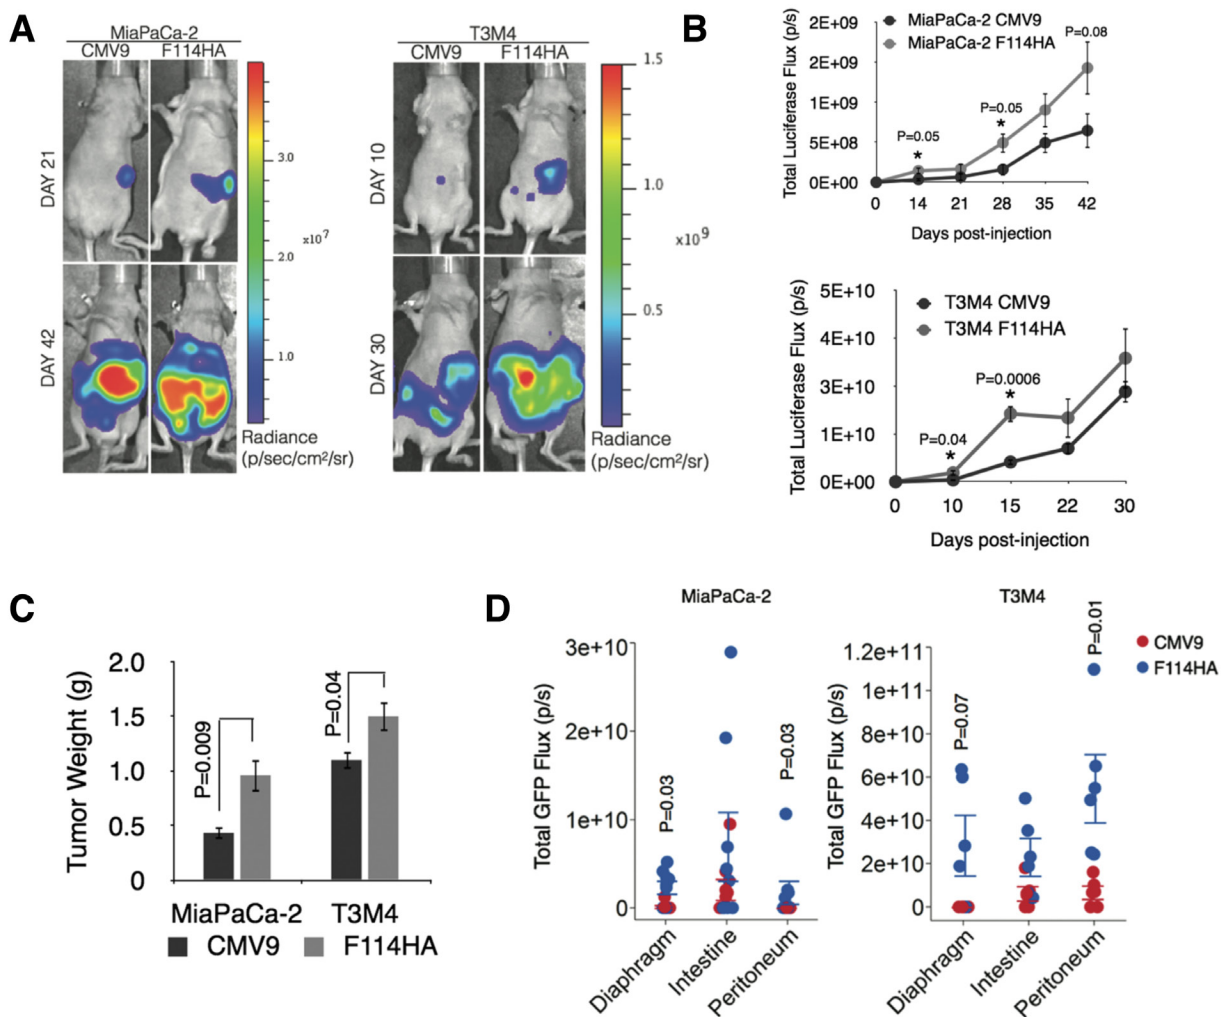 A
MiaPaCa-2
CMV9 F114HA
T3M4
CMV9 F114HA
DAY 21
DAY 42
3.0
x10⁷
2.0
1.0
Radiance
(p/sec/cm²/sr)
DAY 10
DAY 30
1.5
1.0
x10⁹
0.5
Radiance
(p/sec/cm²/sr)
B
Total Luciferase Flux (p/s)
2E+09
2E+09
1E+09
5E+08
0E+00
MiaPaCa-2 CMV9
MiaPaCa-2 F114HA
P=0.08
P=0.05
*
P=0.05
*
0 14 21 28 35 42
Days post-injection
Total Luciferase Flux (p/s)
5E+10
4E+10
3E+10
1E+10
0E+00
T3M4 CMV9
T3M4 F114HA
P=0.0006
*
P=0.04
*
0 10 15 22 30
Days post-injection
C
Tumor Weight (g)
2.0
1.5
1.0
0.5
0
P=0.009
P=0.04
MiaPaCa-2 T3M4
CMV9 F114HA
D
MiaPaCa-2
Total GFP Flux (p/s)
3e+10
2e+10
1e+10
0
P=0.03
P=0.03
Diaphragm
Intestine
Peritoneum
T3M4
Total GFP Flux (p/s)
1.2e+11
1e+11
8e+10
6e+10
4e+10
2e+10
0
P=0.07
P=0.01
Diaphragm
Intestine
Peritoneum
CMV9
F114HA